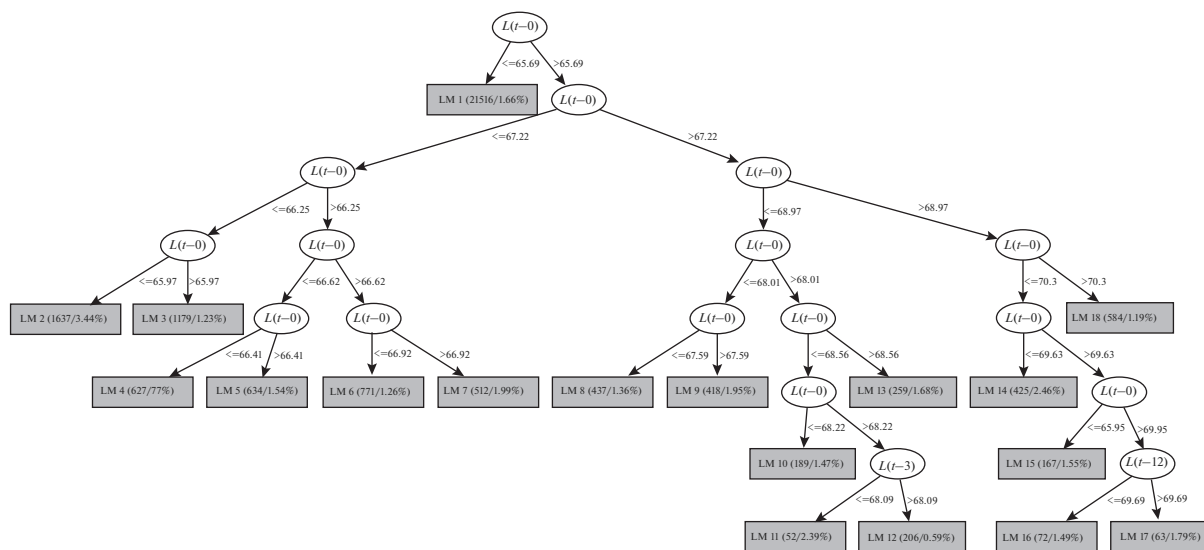 L(t–0)
<=65.69 >65.69
LM 1 (21516/1.66%) L(t–0)
<=67.22 >67.22
L(t–0) L(t–0)
<=66.25 >66.25 <=68.97 >68.97
L(t–0) L(t–0) L(t–0) L(t–0)
<=65.97 >65.97 <=66.62 >66.62 <=68.01 >68.01 <=70.3 >70.3
LM 2 (1637/3.44%) LM 3 (1179/1.23%) L(t–0) L(t–0) LM 8 (437/1.36%) L(t–0) L(t–0) L(t–0) LM 18 (584/1.19%)
<=66.41 >66.41 <=66.92 >66.92 <=67.59 >67.59 <=68.56 >68.56 <=69.63 >69.63
LM 4 (627/77%) LM 5 (634/1.54%) LM 6 (771/1.26%) LM 7 (512/1.99%) LM 9 (418/1.95%) L(t–0) LM 13 (259/1.68%) LM 14 (425/2.46%) L(t–0)
<=68.22 >68.22 <=65.95 >69.95
LM 10 (189/1.47%) L(t–3) LM 15 (167/1.55%) L(t–12)
<=68.09 >68.09 <=69.69 >69.69
LM 11 (52/2.39%) LM 12 (206/0.59%) LM 16 (72/1.49%) LM 17 (63/1.79%)